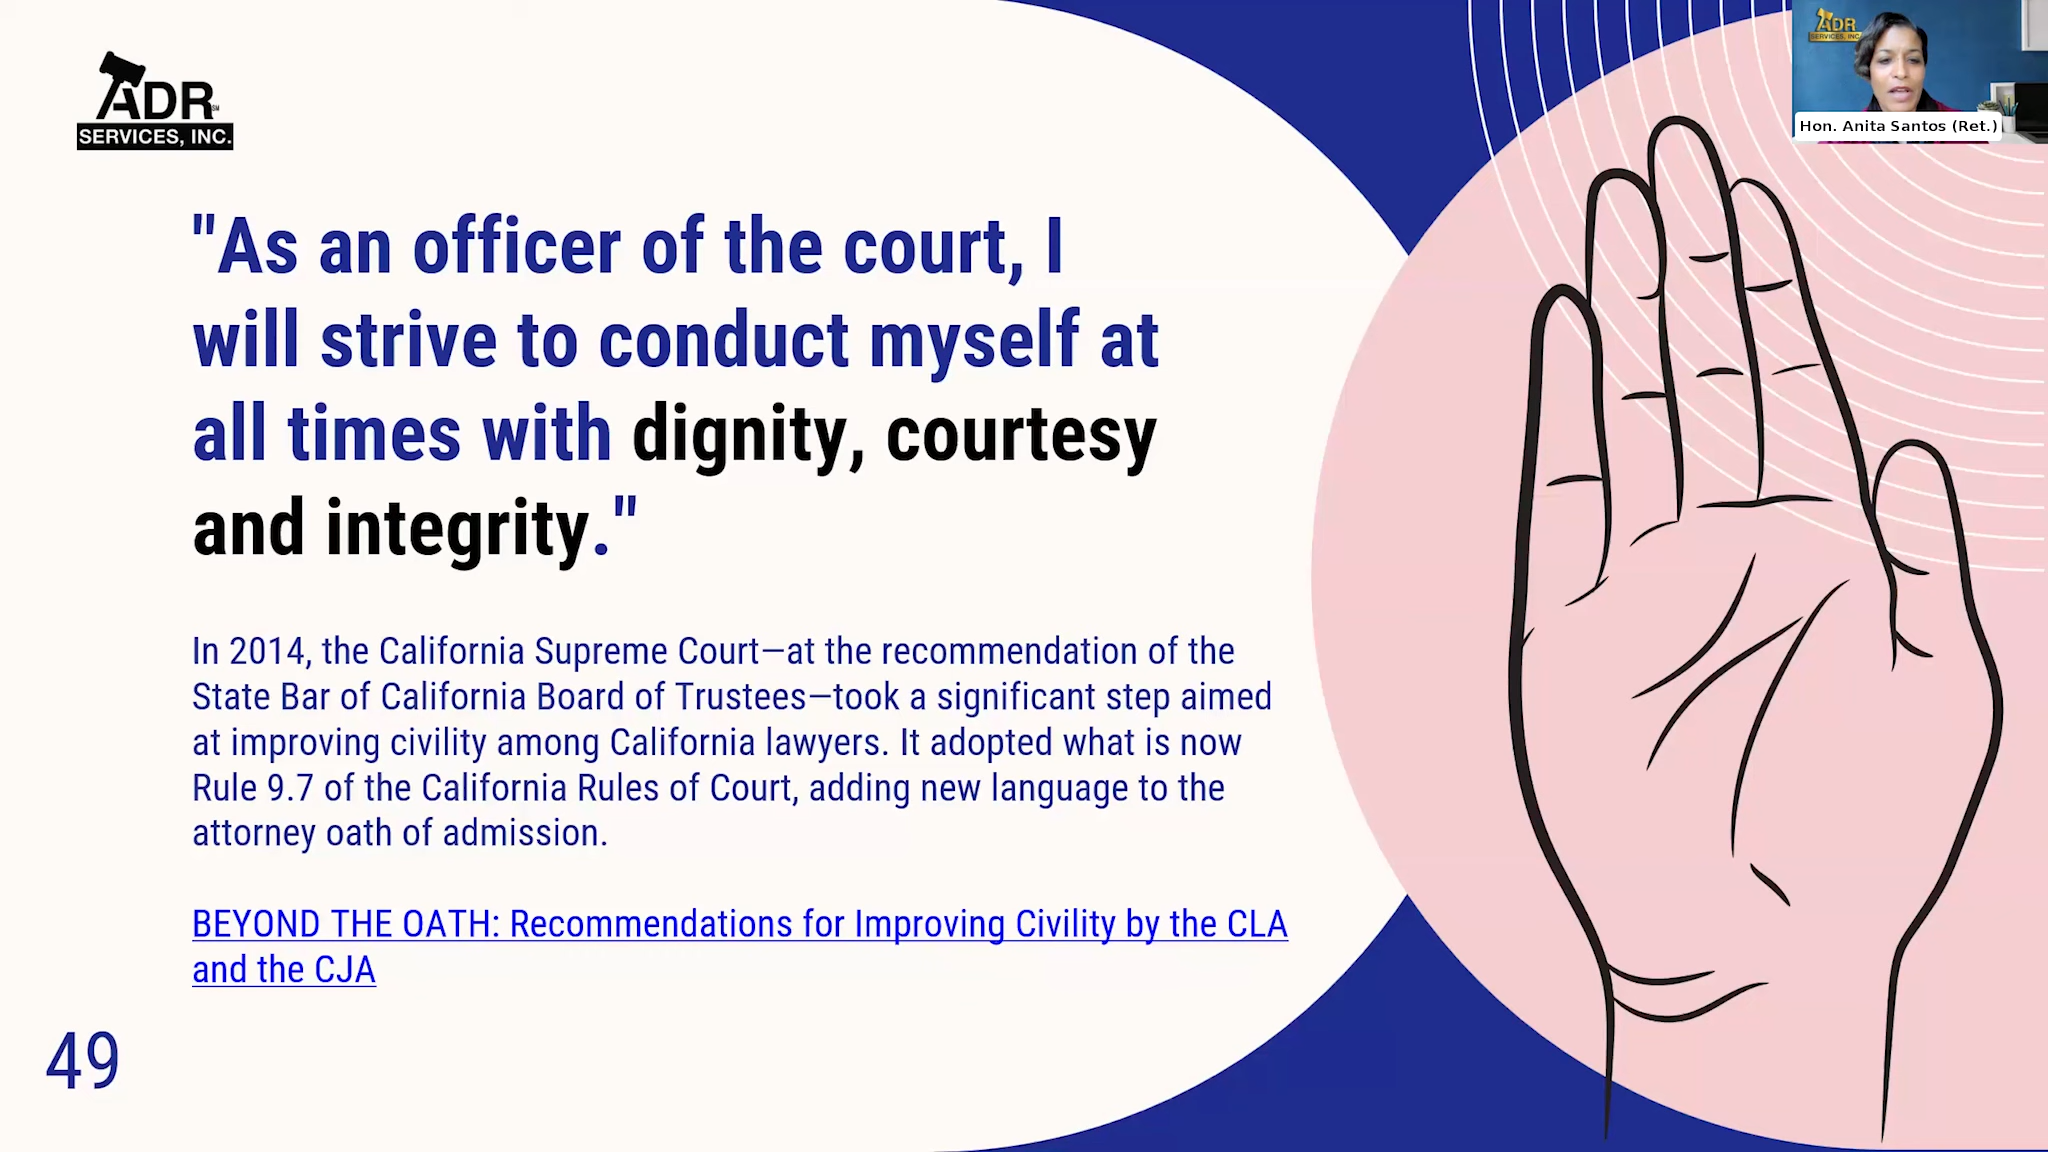 ADR SM
SERVICES, INC.
ADR
SERVICES, INC.
Hon. Anita Santos (Ret.)
"As an officer of the court, I
will strive to conduct myself at
all times with dignity, courtesy
and integrity."
In 2014, the California Supreme Court—at the recommendation of the
State Bar of California Board of Trustees—took a significant step aimed
at improving civility among California lawyers. It adopted what is now
Rule 9.7 of the California Rules of Court, adding new language to the
attorney oath of admission.
BEYOND THE OATH: Recommendations for Improving Civility by the CLA
and the CJA
49